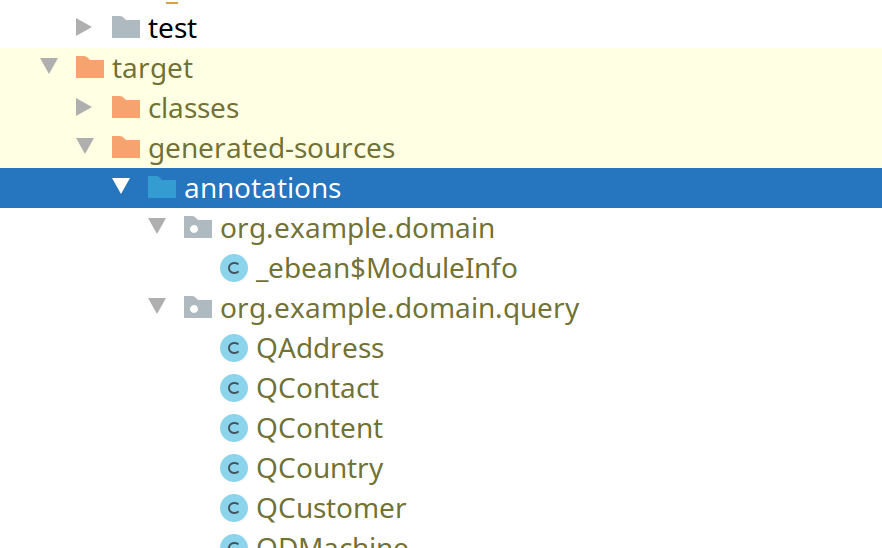 test
target
classes
generated-sources
annotations
org.example.domain
C _ebean$ModuleInfo
org.example.domain.query
C QAddress
C QContact
C QContent
C QCountry
C QCustomer
QDMachine